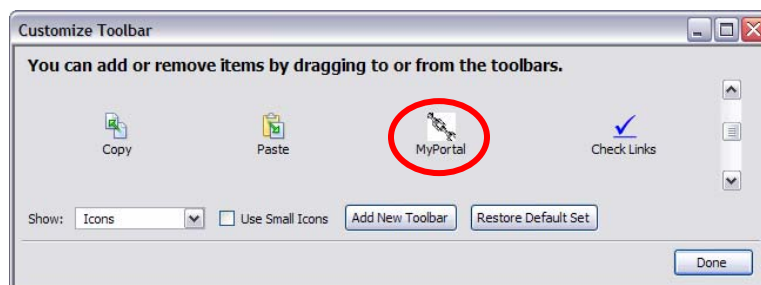 Customize Toolbar
You can add or remove items by dragging to or from the toolbars.
Copy Paste MyPortal Check Links
Show: Icons Use Small Icons Add New Toolbar Restore Default Set
Done